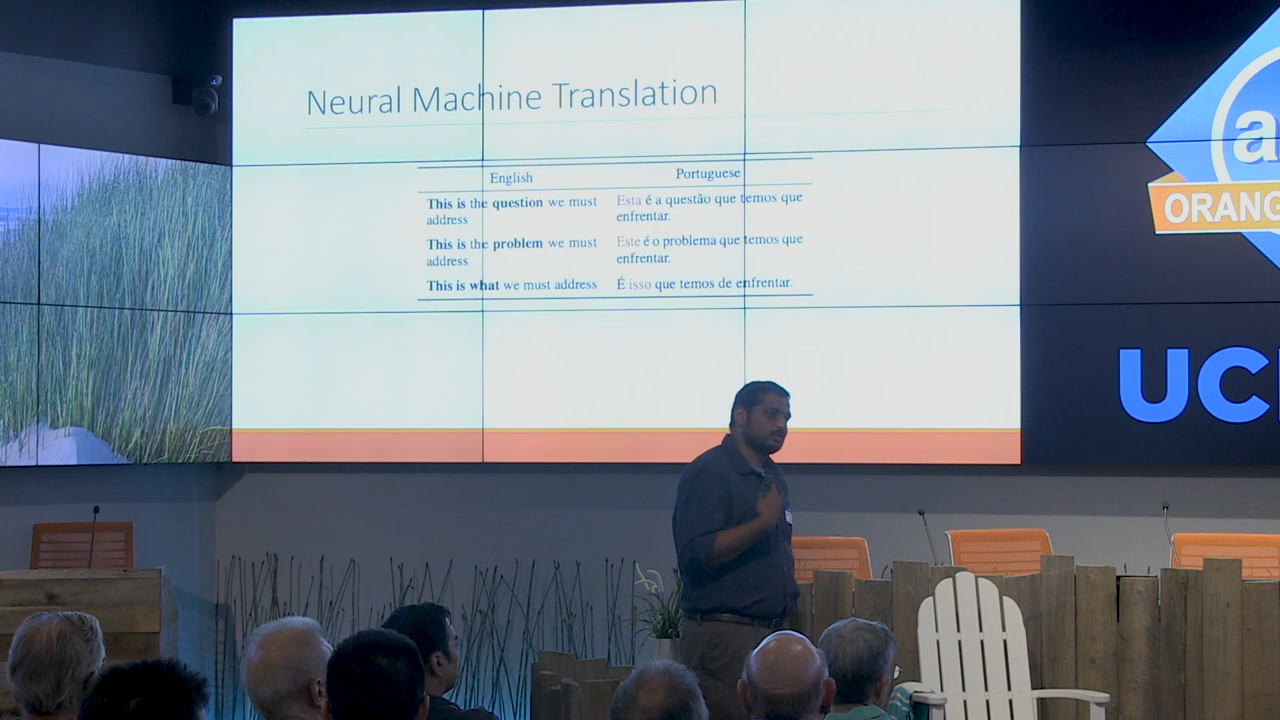 Neural Machine Translation
English Portuguese
This is the question we must address
Esta é a questão que temos que enfrentar.
This is the problem we must address
Este é o problema que temos que enfrentar.
This is what we must address
É isso que temos de enfrentar.
a
ORANG
UC